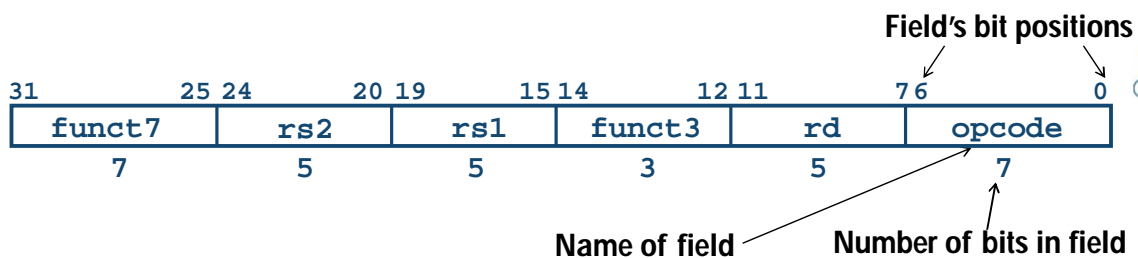 Field's bit positions
31 25 24 20 19 15 14 12 11 7 6 0
funct7 rs2 rs1 funct3 rd opcode
7 5 5 3 5 7
Name of field Number of bits in field